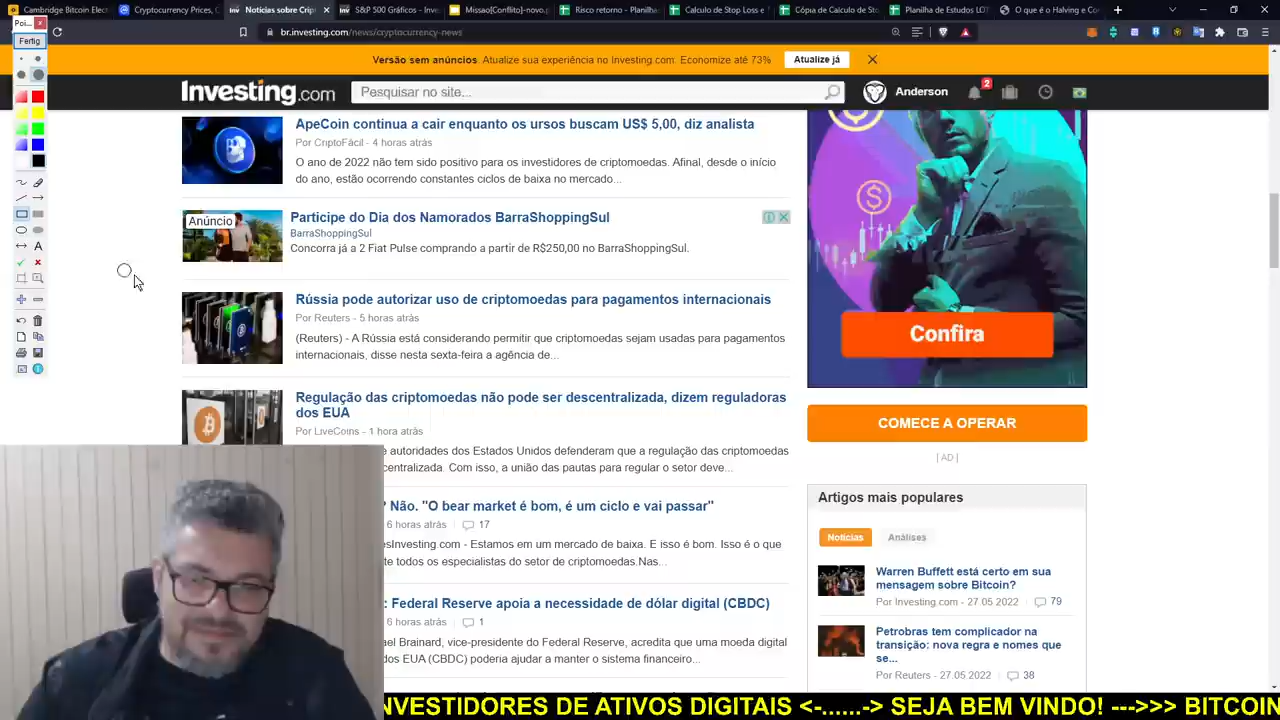 Cambridge Bitcoin Elect
Cryptocurrency Prices, C
Notícias sobre Crip
S&P 500 Gráficos - Inve
Missao[Conflito]-novo.p
Risco retorno - Planilha
Calculo de Stop Loss e
Cópia de Calculo de Sto
Planilha de Estudos LOT
O que é o Halving e Co
Poi...
Fertig
br.investing.com/news/cryptocurrency-news
Versão sem anúncios. Atualize sua experiência no Investing.com. Economize até 73%
Atualize já
Investing.com
Pesquisar no site...
Anderson
2
ApeCoin continua a cair enquanto os ursos buscam US$ 5,00, diz analista
Por CriptoFácil - 4 horas atrás
O ano de 2022 não tem sido positivo para os investidores de criptomoedas. Afinal, desde o início
do ano, estão ocorrendo constantes ciclos de baixa no mercado...
Anúncio
Participe do Dia dos Namorados BarraShoppingSul
BarraShoppingSul
Concorra já a 2 Fiat Pulse comprando a partir de R$250,00 no BarraShoppingSul.
Rússia pode autorizar uso de criptomoedas para pagamentos internacionais
Por Reuters - 5 horas atrás
(Reuters) - A Rússia está considerando permitir que criptomoedas sejam usadas para pagamentos
internacionais, disse nesta sexta-feira a agência de...
Regulação das criptomoedas não pode ser descentralizada, dizem reguladoras
dos EUA
Por LiveCoins - 1 hora atrás
e autoridades dos Estados Unidos defenderam que a regulação das criptomoedas
centralizada. Com isso, a união das pautas para regular o setor deve...
? Não. "O bear market é bom, é um ciclo e vai passar"
6 horas atrás
17
esInvesting.com - Estamos em um mercado de baixa. E isso é bom. Isso é o que
te todos os especialistas do setor de criptomoedas.Nas...
: Federal Reserve apoia a necessidade de dólar digital (CBDC)
6 horas atrás
1
ael Brainard, vice-presidente do Federal Reserve, acredita que uma moeda digital
dos EUA (CBDC) poderia ajudar a manter o sistema financeiro...
Confira
COMECE A OPERAR
| AD |
Artigos mais populares
Notícias
Análises
Warren Buffett está certo em sua
mensagem sobre Bitcoin?
Por Investing.com - 27.05.2022
79
Petrobras tem complicador na
transição: nova regra e nomes que
se...
Por Reuters - 27.05.2022
38
NVESTIDORES DE ATIVOS DIGITAIS <-......-> SEJA BEM VINDO! --->>> BITCOIN